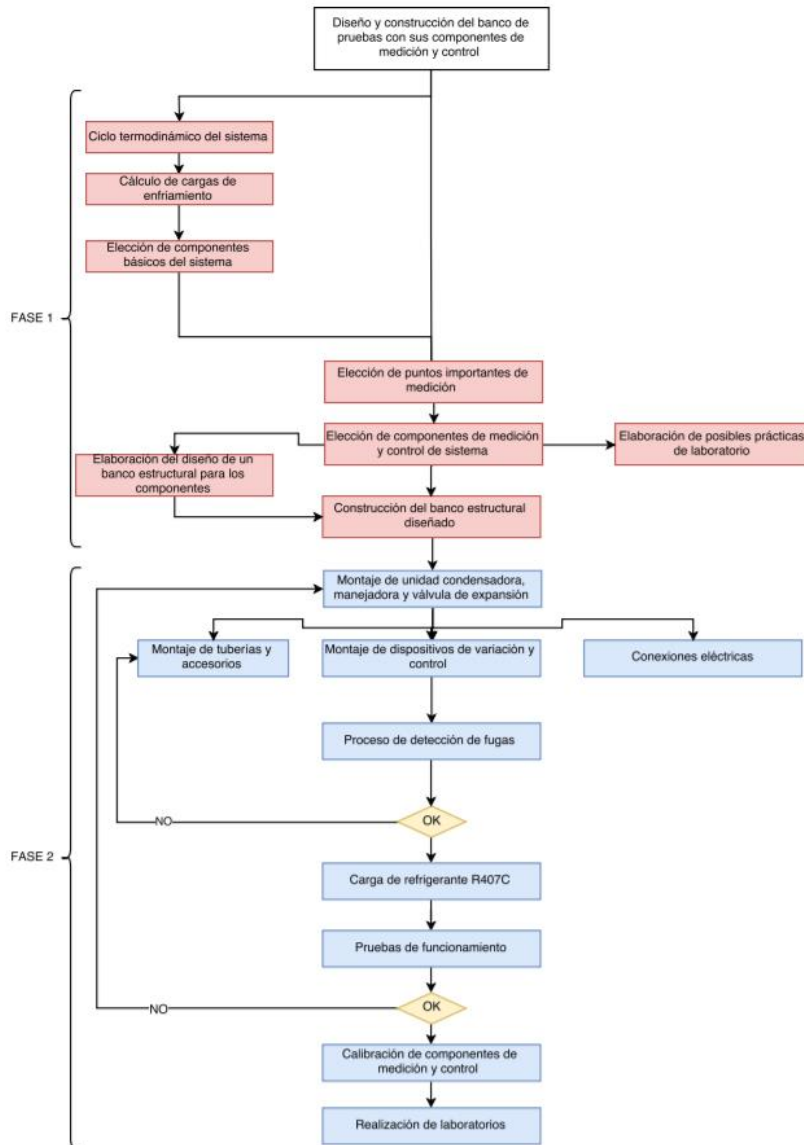 Diseño y construcción del banco de
pruebas con sus componentes de
medición y control
Ciclo termodinámico del sistema
Cálculo de cargas de
enfriamiento
Elección de componentes
básicos del sistema
FASE 1
Elección de puntos importantes de
medición
Elección de componentes de medición
y control de sistema
Elaboración de posibles prácticas
de laboratorio
Elaboración del diseño de un
banco estructural para los
componentes
Construcción del banco estructural
diseñado
Montaje de unidad condensadora,
manejadora y válvula de expansión
Montaje de tuberías y
accesorios
Montaje de dispositivos de variación y
control
Conexiones eléctricas
Proceso de detección de fugas
NO
OK
FASE 2
Carga de refrigerante R407C
Pruebas de funcionamiento
NO
OK
Calibración de componentes de
medición y control
Realización de laboratorios